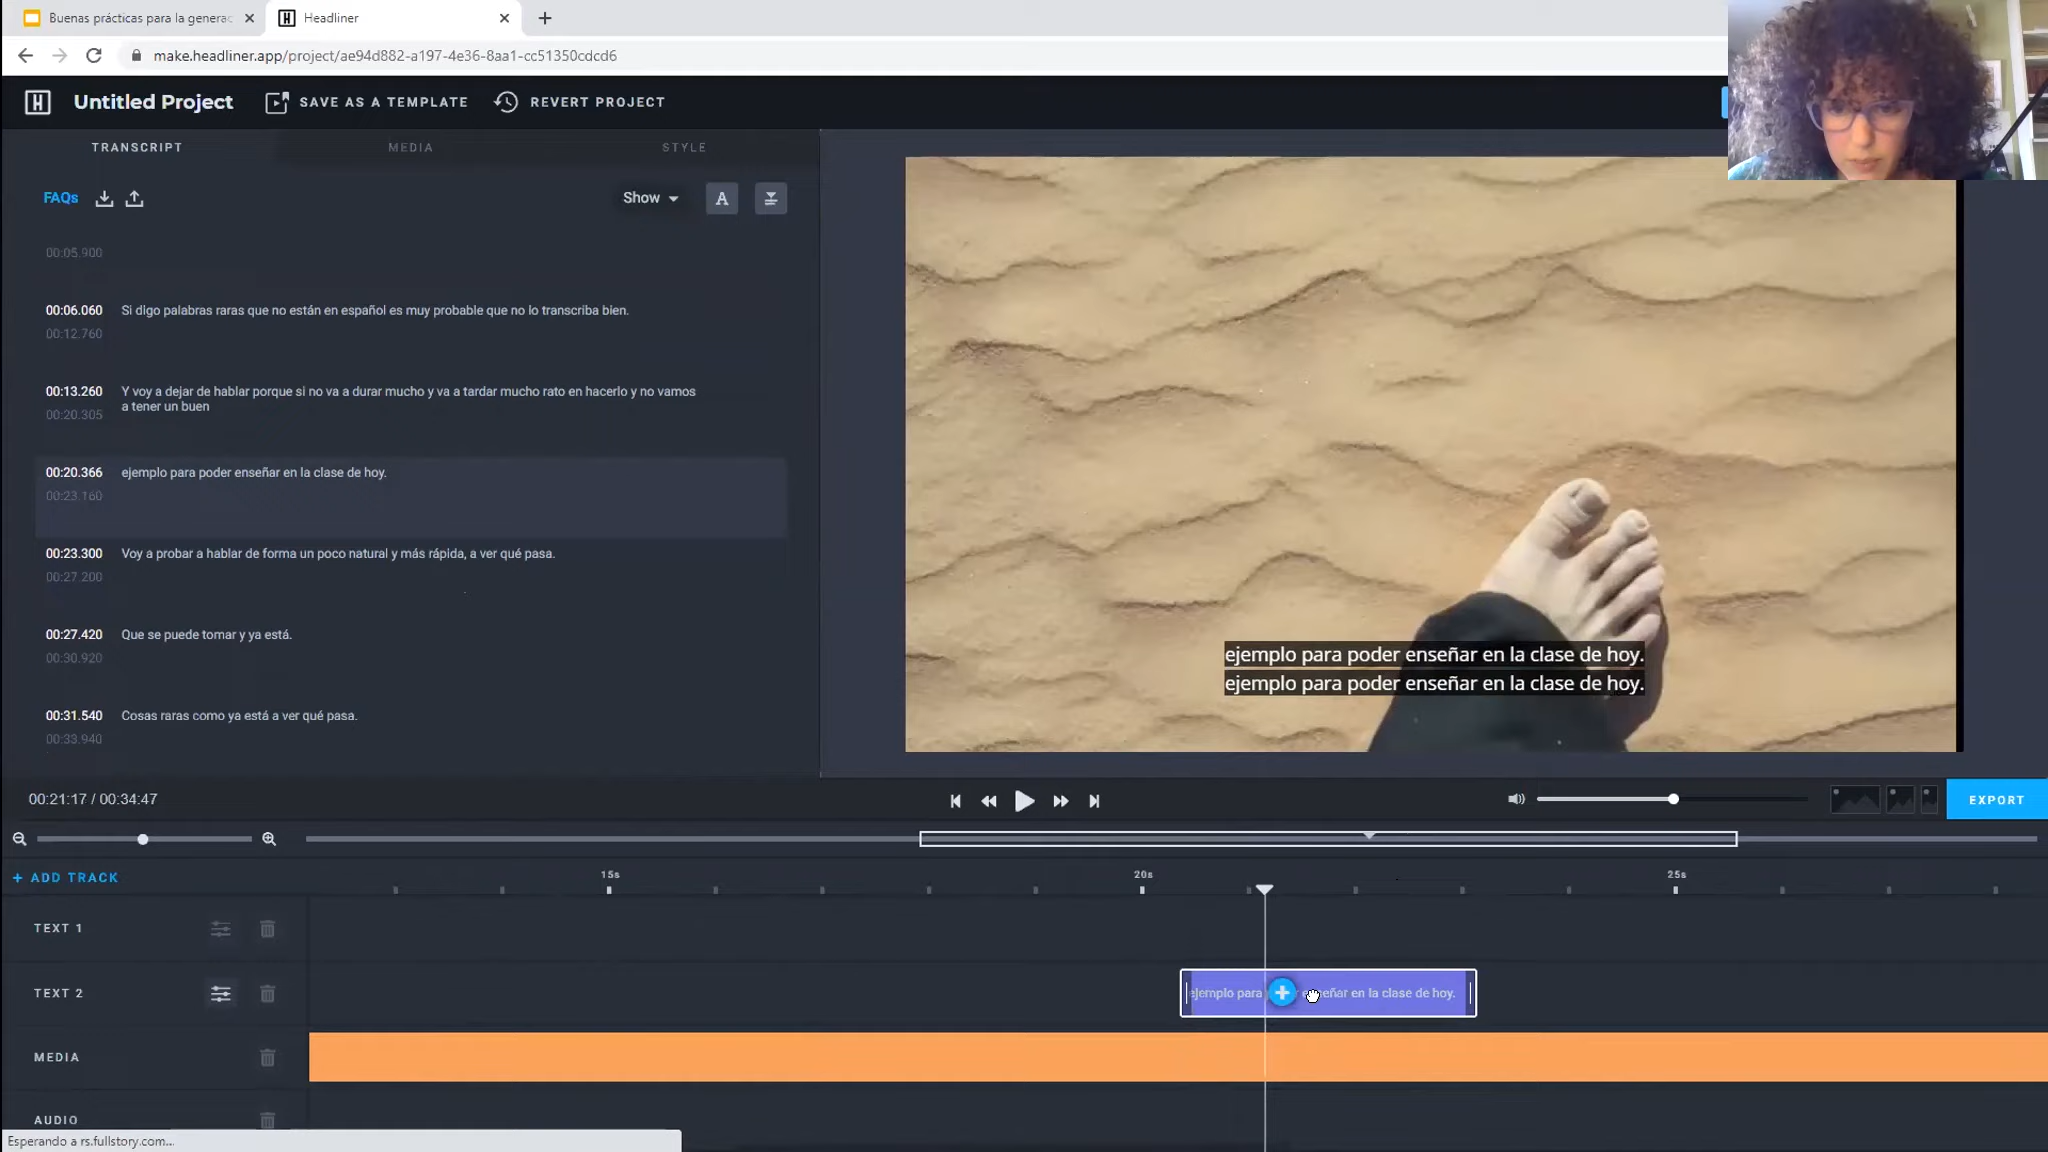 Buenas prácticas para la generac
Headliner
make.headliner.app/project/ae94d882-a197-4e36-8aa1-cc51350cdcd6
Untitled Project
SAVE AS A TEMPLATE
REVERT PROJECT
TRANSCRIPT
MEDIA
STYLE
FAQs
Show
A
00:05.900
00:06.060
Si digo palabras raras que no están en español es muy probable que no lo transcriba bien.
00:12.760
00:13.260
Y voy a dejar de hablar porque si no va a durar mucho y va a tardar mucho rato en hacerlo y no vamos
a tener un buen
00:20.305
00:20.366
ejemplo para poder enseñar en la clase de hoy.
00:23.160
00:23.300
Voy a probar a hablar de forma un poco natural y más rápida, a ver qué pasa.
00:27.200
00:27.420
Que se puede tomar y ya está.
00:30.920
00:31.540
Cosas raras como ya está a ver qué pasa.
00:33.940
ejemplo para poder enseñar en la clase de hoy.
ejemplo para poder enseñar en la clase de hoy.
00:21:17 / 00:34:47
EXPORT
+ ADD TRACK
15s
20s
25s
TEXT 1
TEXT 2
ejemplo para eñar en la clase de hoy.
MEDIA
AUDIO
Esperando a rs.fullstory.com...